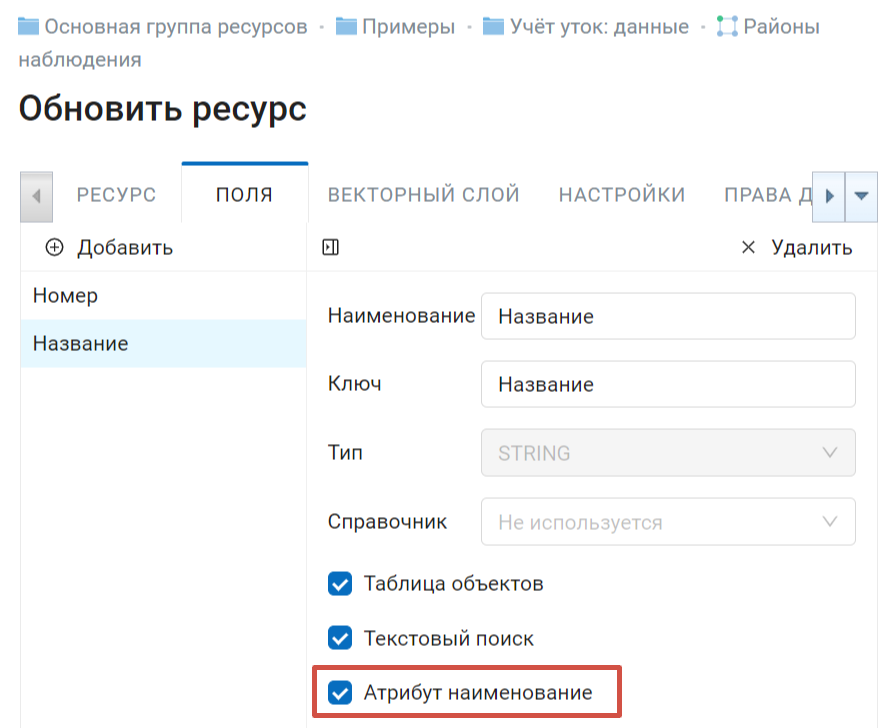 Основная группа ресурсов · Примеры · Учёт уток: данные · Районы
наблюдения
Обновить ресурс
РЕСУРС ПОЛЯ ВЕКТОРНЫЙ СЛОЙ НАСТРОЙКИ ПРАВА Д
Добавить Удалить
Номер
Название
Наименование Название
Ключ Название
Тип STRING
Справочник Не используется
Таблица объектов
Текстовый поиск
Атрибут наименование